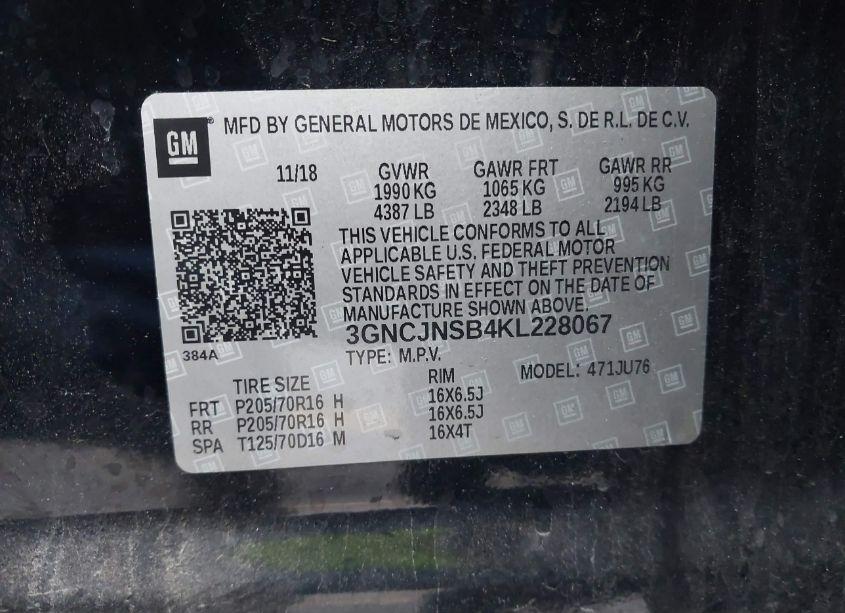 GM MFD BY GENERAL MOTORS DE MEXICO, S. DE R.L. DE C.V.
11/18 GVWR GAWR FRT GAWR RR
1990 KG 1065 KG 995 KG
4387 LB 2348 LB 2194 LB
THIS VEHICLE CONFORMS TO ALL
APPLICABLE U.S. FEDERAL MOTOR
VEHICLE SAFETY AND THEFT PREVENTION
STANDARDS IN EFFECT ON THE DATE OF
MANUFACTURE SHOWN ABOVE.
3GNCJNSB4KL228067
384A
TYPE: M.P.V. MODEL: 471JU76
TIRE SIZE RIM
FRT P205/70R16 H 16X6.5J
RR P205/70R16 H 16X6.5J
SPA T125/70D16 M 16X4T